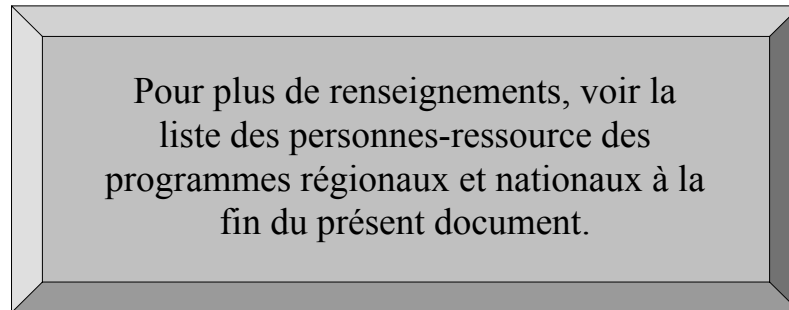 Pour plus de renseignements, voir la
liste des personnes-ressource des
programmes régionaux et nationaux à la
fin du présent document.